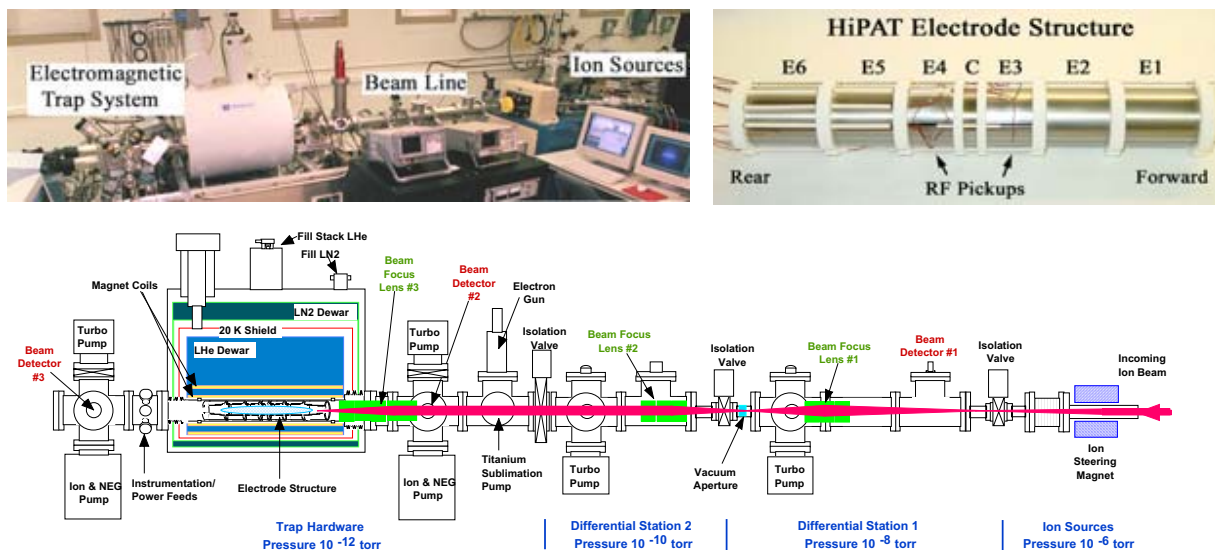 Electromagnetic
Trap System
Beam Line
Ion Sources
HiPAT Electrode Structure
E6 E5 E4 C E3 E2 E1
Rear
RF Pickups
Forward
Fill Stack LHe
Fill LN2
Beam
Focus
Lens #3
Beam
Detector
#2
Electron
Gun
Magnet Coils
LN2 Dewar
20 K Shield
LHe Dewar
Turbo
Pump
Turbo
Pump
Isolation
Valve
Beam Focus
Lens #2
Isolation
Valve
Beam Focus
Lens #1
Beam
Detector #1
Isolation
Valve
Incoming
Ion Beam
Beam
Detector
#3
Ion & NEG
Pump
Instrumentation/
Power Feeds
Electrode Structure
Ion & NEG
Pump
Titanium
Sublimation
Pump
Turbo
Pump
Vacuum
Aperture
Turbo
Pump
Ion
Steering
Magnet
Trap Hardware
Pressure 10 -12 torr
Differential Station 2
Pressure 10 -10 torr
Differential Station 1
Pressure 10 -8 torr
Ion Sources
Pressure 10 -6 torr